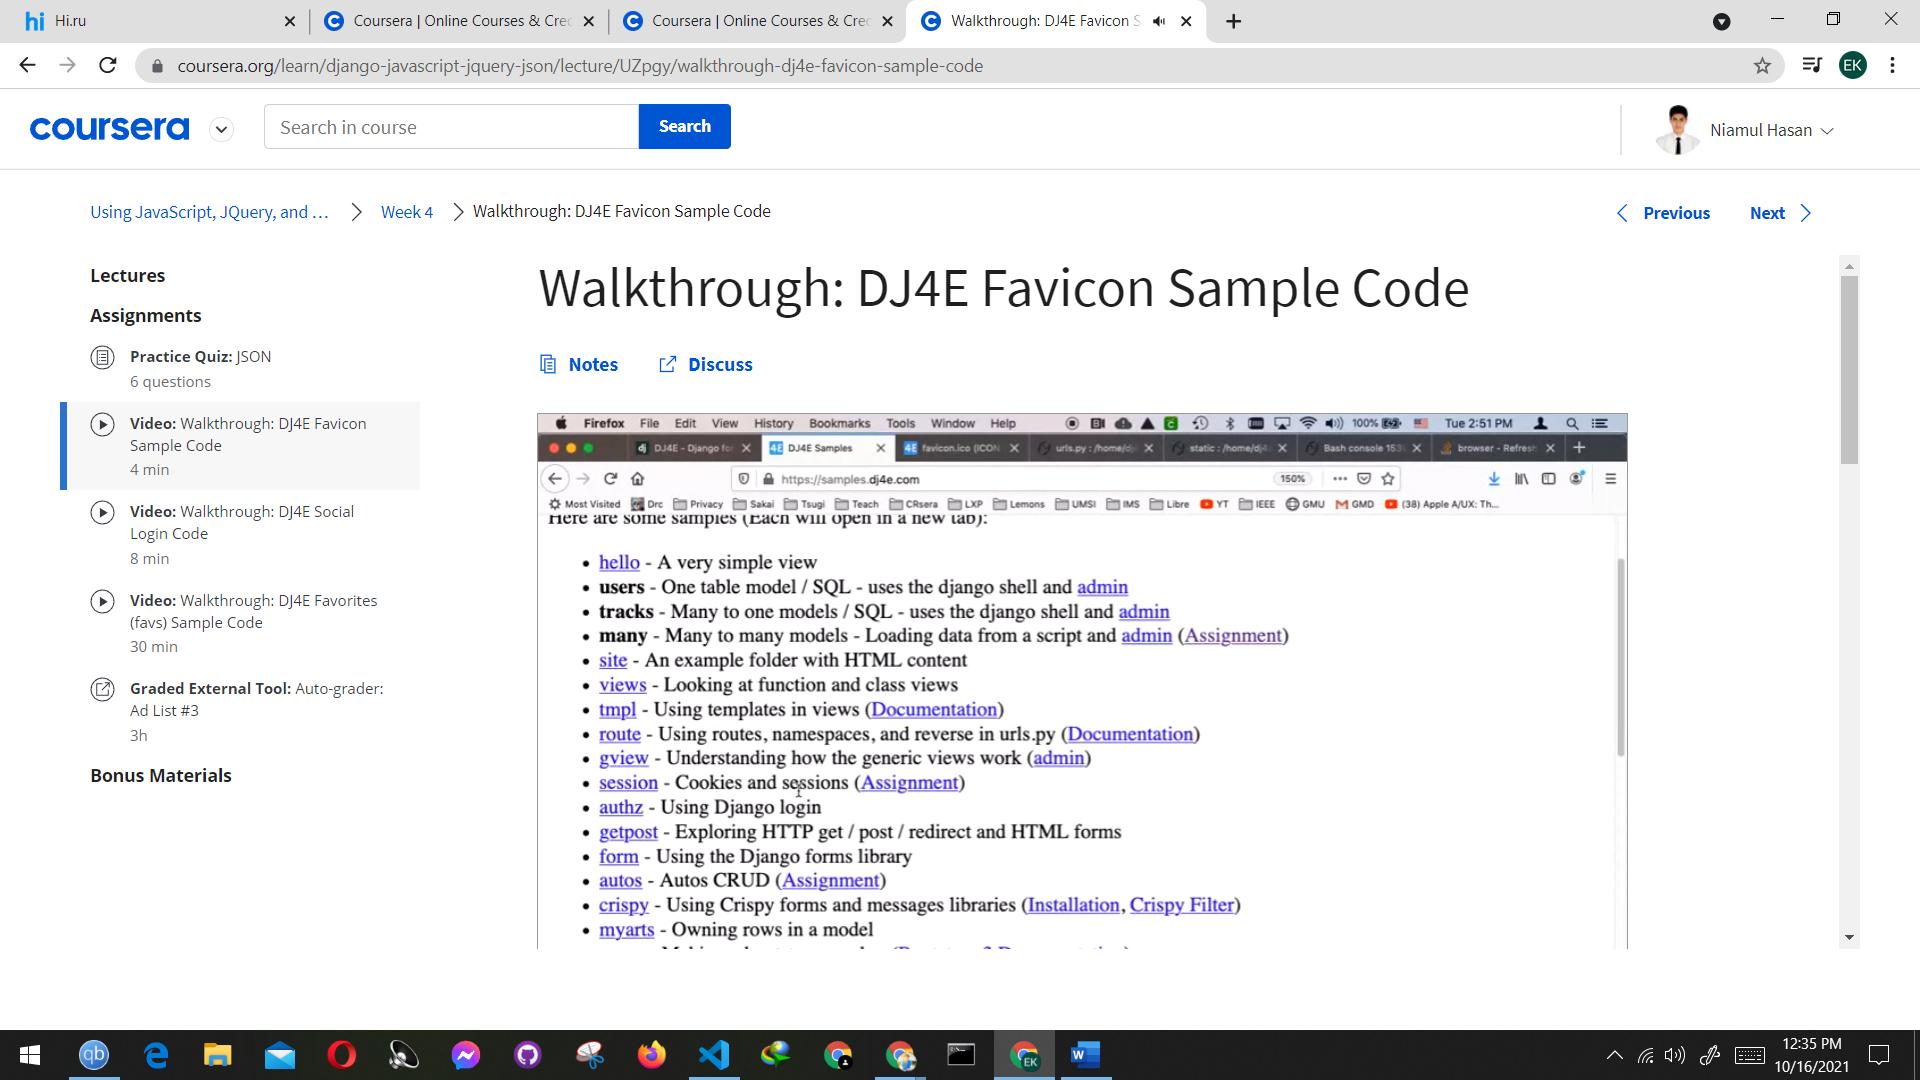 Hi.ru
Coursera | Online Courses & Crec
Coursera | Online Courses & Crec
Walkthrough: DJ4E Favicon S
coursera.org/learn/django-javascript-jquery-json/lecture/UZpgy/walkthrough-dj4e-favicon-sample-code
EK
coursera
Search in course
Search
Niamul Hasan
Using JavaScript, JQuery, and ...
Week 4
Walkthrough: DJ4E Favicon Sample Code
Previous
Next
Lectures
Assignments
Practice Quiz: JSON
6 questions
Video: Walkthrough: DJ4E Favicon
Sample Code
4 min
Video: Walkthrough: DJ4E Social
Login Code
8 min
Video: Walkthrough: DJ4E Favorites
(favs) Sample Code
30 min
Graded External Tool: Auto-grader:
Ad List #3
3h
Bonus Materials
Walkthrough: DJ4E Favicon Sample Code
Notes
Discuss
Firefox File Edit View History Bookmarks Tools Window Help 100% Tue 2:51 PM
DJ4E - Django fo DJ4E Samples favicon.ico (ICON urls.py : /home/dj static : /home/dj4 Bash console 153 browser - Refresh
https://samples.dj4e.com 150%
Most Visited Drc Privacy Sakai Tsugi Teach CRsera LXP Lemons UMSI IMS Libre YT IEEE GMU GMD (38) Apple A/UX: Th...
Here are some samples (Each will open in a new tab):
hello - A very simple view
users - One table model / SQL - uses the django shell and admin
tracks - Many to one models / SQL - uses the django shell and admin
many - Many to many models - Loading data from a script and admin (Assignment)
site - An example folder with HTML content
views - Looking at function and class views
tmpl - Using templates in views (Documentation)
route - Using routes, namespaces, and reverse in urls.py (Documentation)
gview - Understanding how the generic views work (admin)
session - Cookies and sessions (Assignment)
authz - Using Django login
getpost - Exploring HTTP get / post / redirect and HTML forms
form - Using the Django forms library
autos - Autos CRUD (Assignment)
crispy - Using Crispy forms and messages libraries (Installation, Crispy Filter)
myarts - Owning rows in a model
12:35 PM
10/16/2021